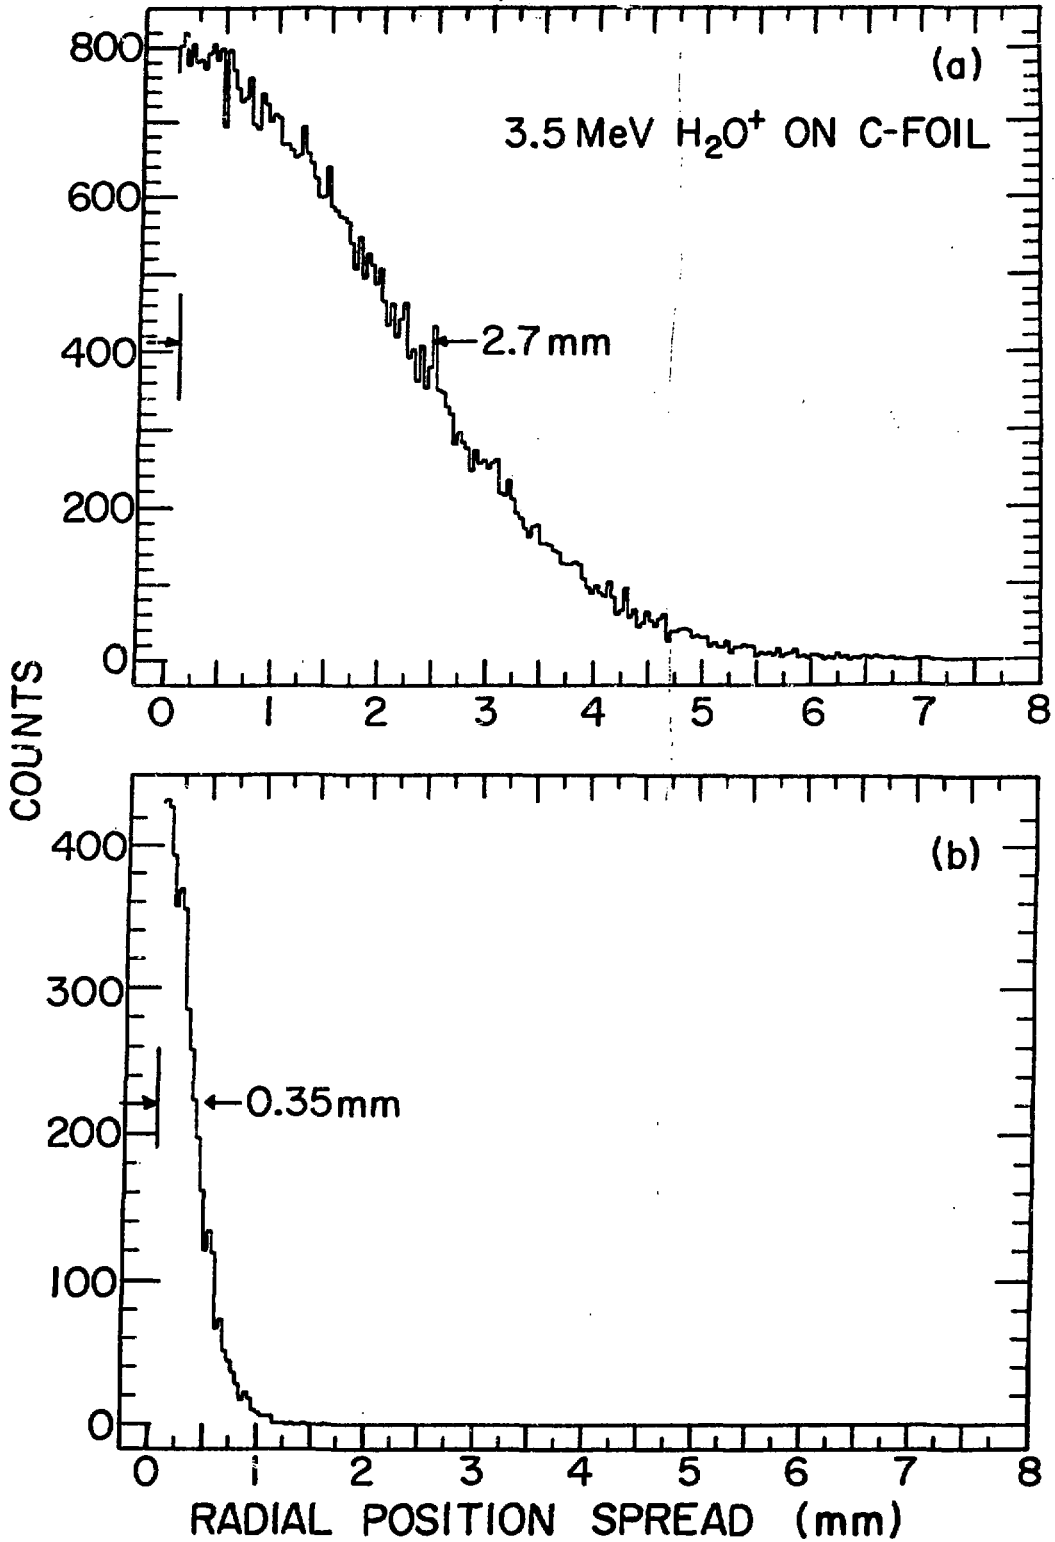 (a)
3.5 MeV H₂O⁺ ON C-FOIL
800
600
400
200
0
2.7mm
0 1 2 3 4 5 6 7 8
COUNTS
(b)
400
300
200
100
0
0.35mm
0 1 2 3 4 5 6 7 8
RADIAL POSITION SPREAD (mm)